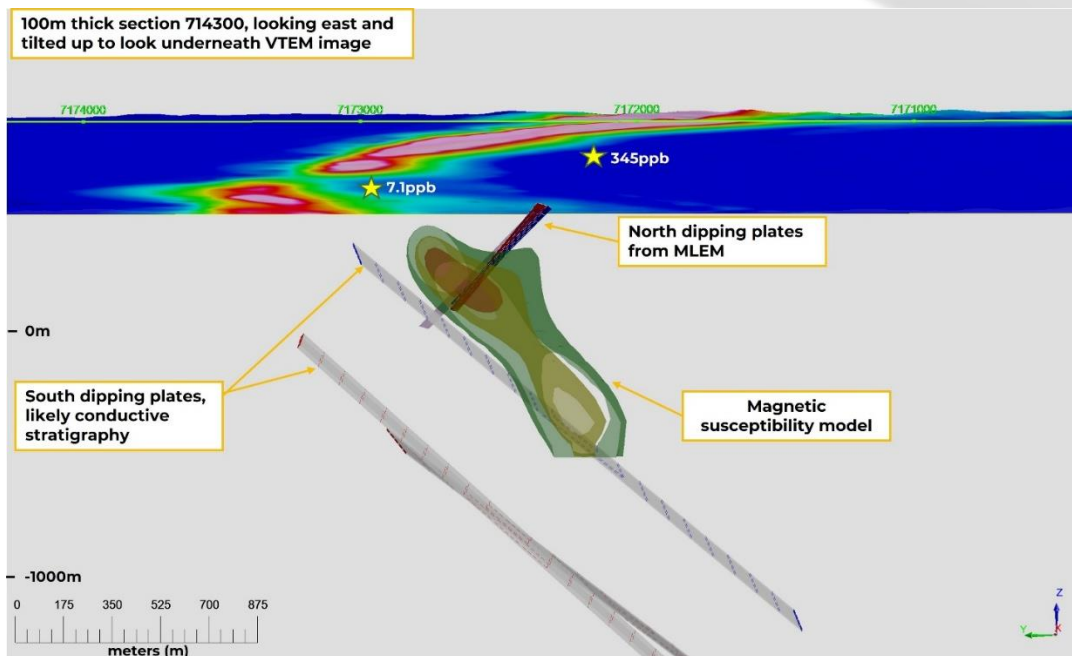 100m thick section 714300, looking east and
tilted up to look underneath VTEM image
7174000
7173000
7172000
7171000
345ppb
7.1ppb
North dipping plates
from MLEM
0m
South dipping plates,
likely conductive
stratigraphy
Magnetic
susceptibility model
-1000m
0 175 350 525 700 875
meters (m)
Z
Y
X